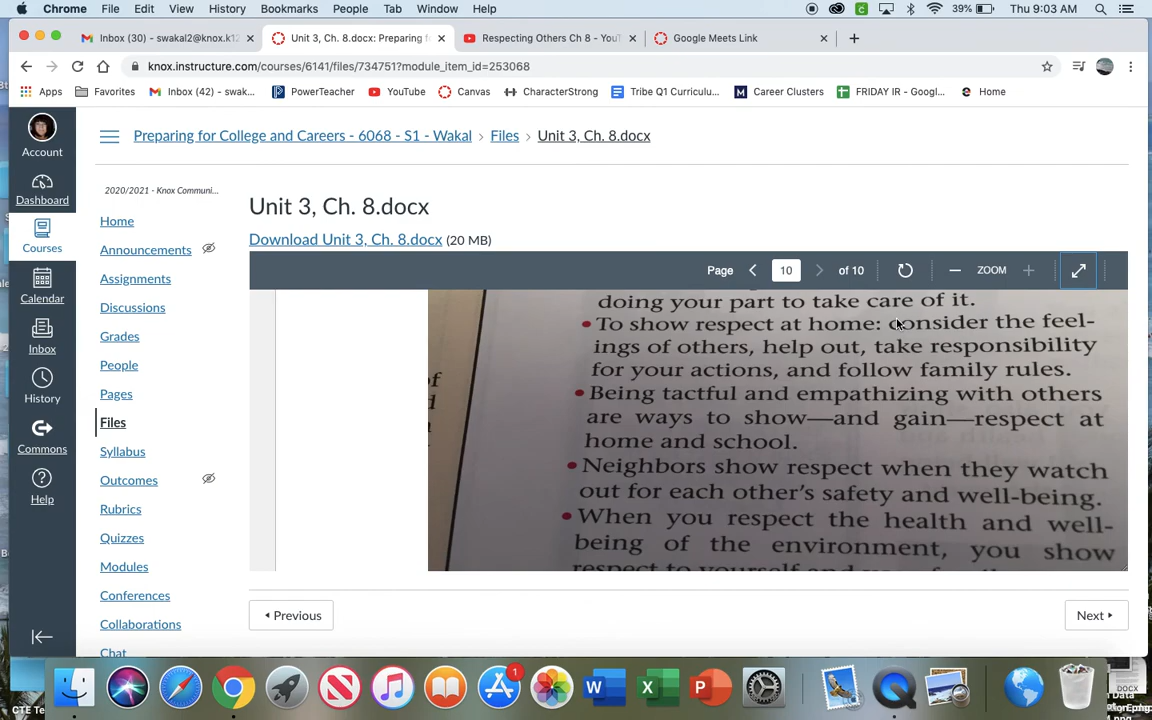 Chrome File Edit View History Bookmarks People Tab Window Help 39% Thu 9:03 AM
Inbox (30) - swakal2@knox.k12 Unit 3, Ch. 8.docx: Preparing f Respecting Others Ch 8 - YouT Google Meets Link
knox.instructure.com/courses/6141/files/734751?module_item_id=253068
Apps Favorites Inbox (42) - swak... PowerTeacher YouTube Canvas CharacterStrong Tribe Q1 Curricu... Career Clusters FRIDAY IR - Googl... Home
Account
Dashboard
Courses
Calendar
Inbox
History
Commons
Help
Preparing for College and Careers - 6068 - S1 - Wakal > Files > Unit 3, Ch. 8.docx
2020/2021 - Knox Communi...
Home
Announcements
Assignments
Discussions
Grades
People
Pages
Files
Syllabus
Outcomes
Rubrics
Quizzes
Modules
Conferences
Collaborations
Chat
Unit 3, Ch. 8.docx
Download Unit 3, Ch. 8.docx (20 MB)
Page 10 of 10 ZOOM
doing your part to take care of it.
• To show respect at home: consider the feel-
ings of others, help out, take responsibility
for your actions, and follow family rules.
• Being tactful and empathizing with others
are ways to show—and gain—respect at
home and school.
• Neighbors show respect when they watch
out for each other's safety and well-being.
• When you respect the health and well-
being of the environment, you show
respect to yourself and
Previous
Next
1
CTE Te
DOCX